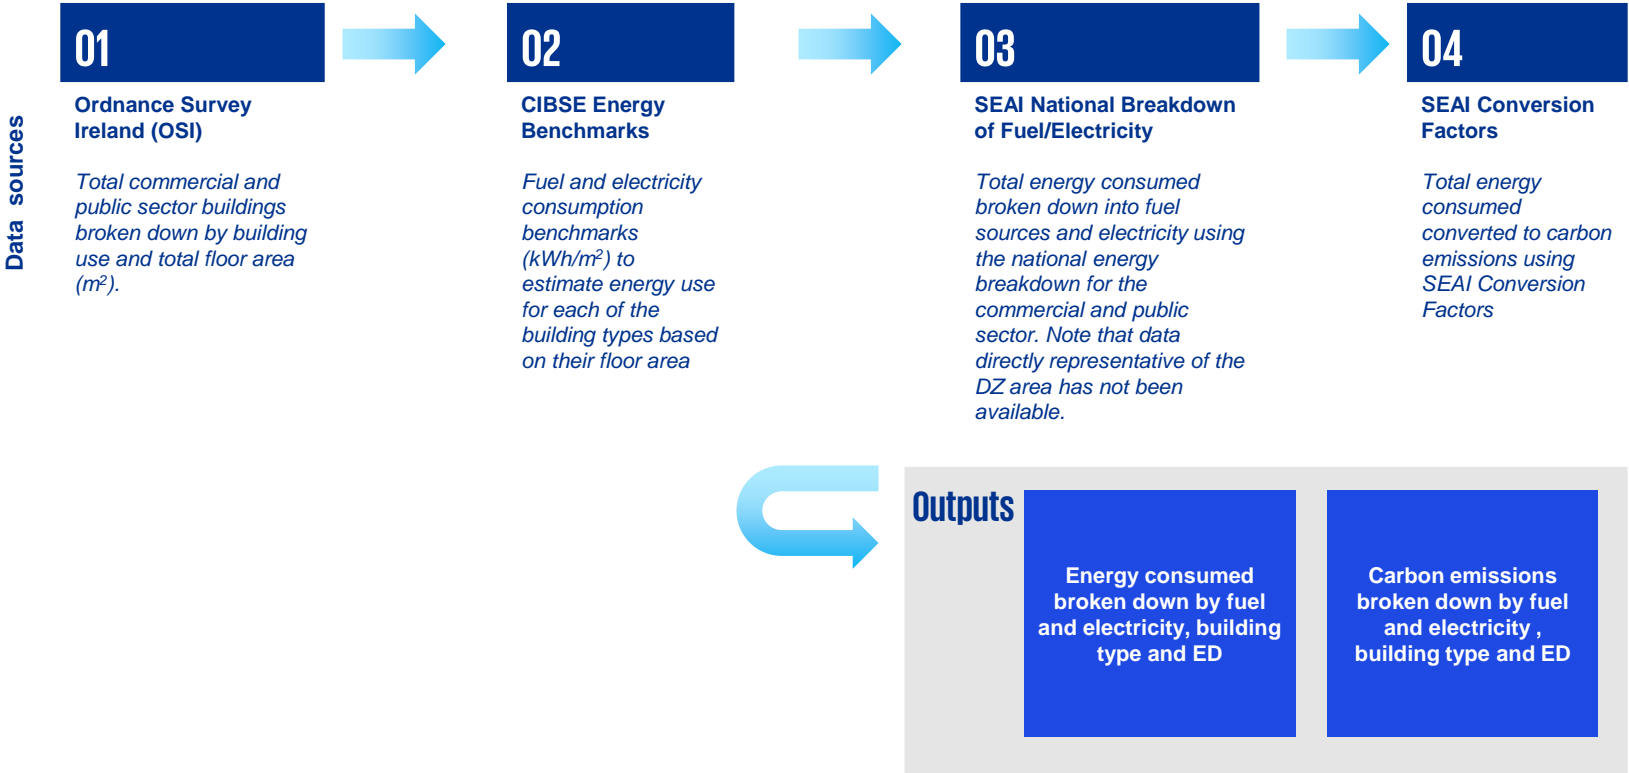 Data sources
01
Ordnance Survey
Ireland (OSI)
Total commercial and
public sector buildings
broken down by building
use and total floor area
(m²).
02
CIBSE Energy
Benchmarks
Fuel and electricity
consumption
benchmarks
(kWh/m²) to
estimate energy use
for each of the
building types based
on their floor area
03
SEAI National Breakdown
of Fuel/Electricity
Total energy consumed
broken down into fuel
sources and electricity using
the national energy
breakdown for the
commercial and public
sector. Note that data
directly representative of the
DZ area has not been
available.
04
SEAI Conversion
Factors
Total energy
consumed
converted to carbon
emissions using
SEAI Conversion
Factors
Outputs
Energy consumed
broken down by fuel
and electricity, building
type and ED
Carbon emissions
broken down by fuel
and electricity ,
building type and ED